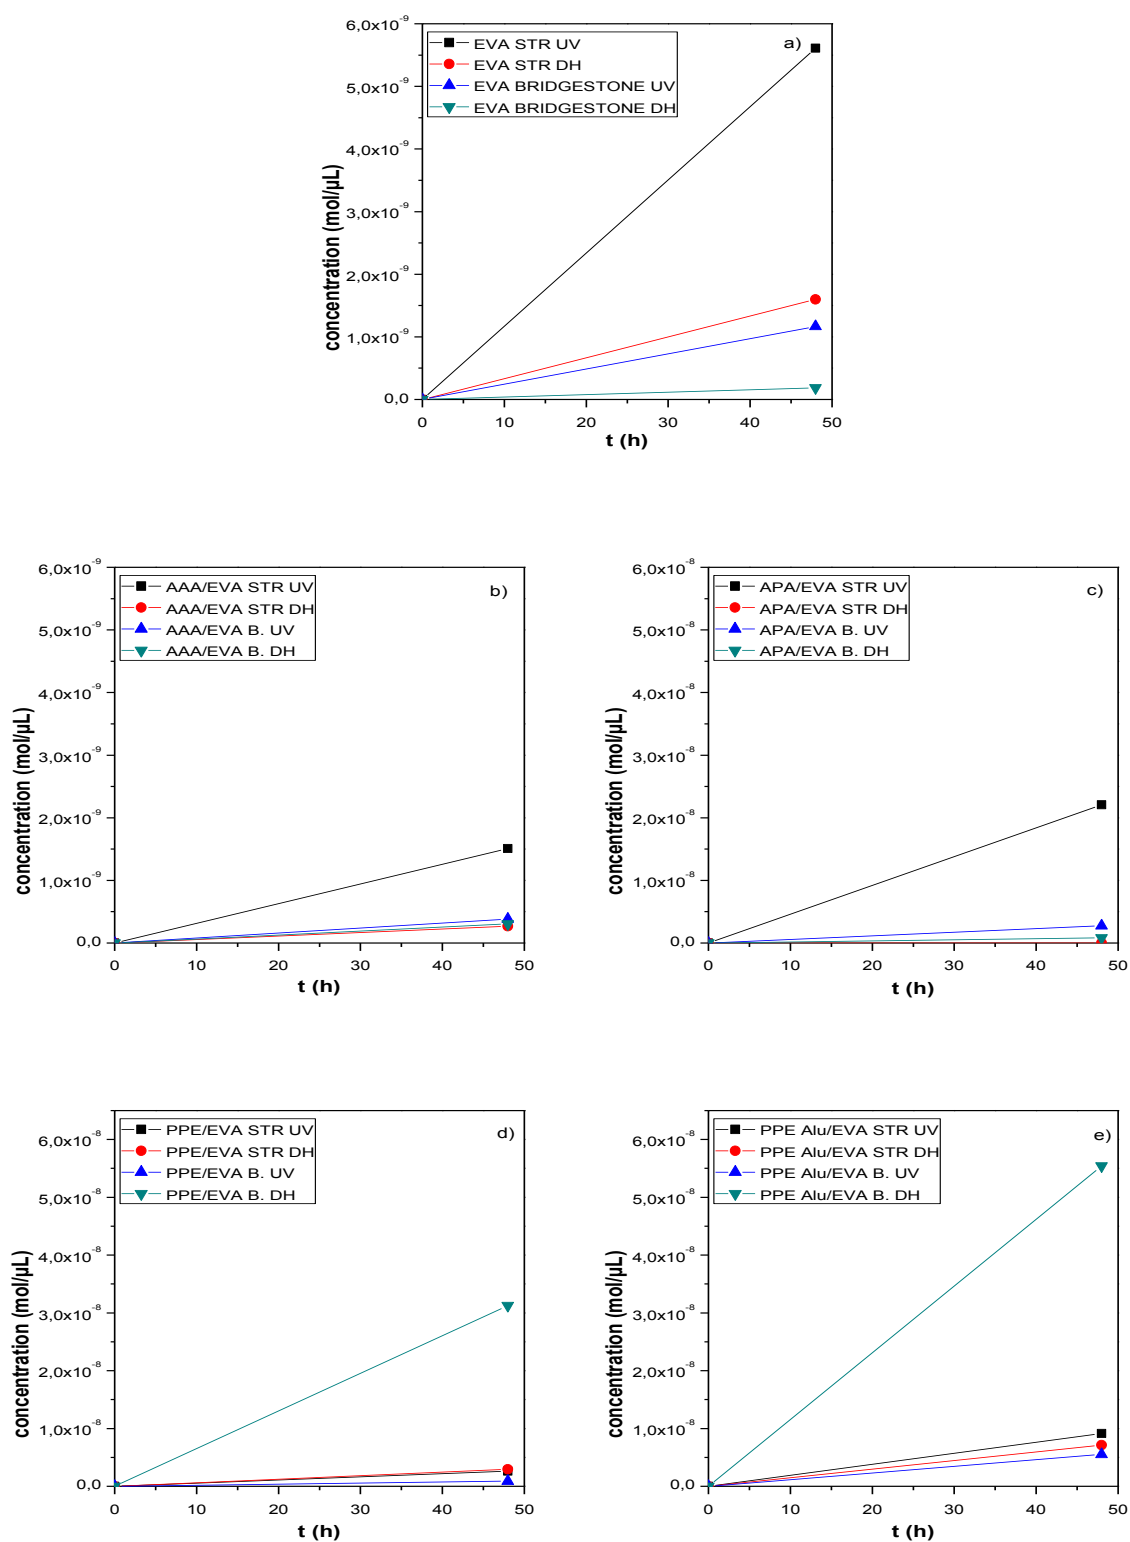 a)
EVA STR UV
EVA STR DH
EVA BRIDGESTONE UV
EVA BRIDGESTONE DH
concentration (mol/µL)
6,0x10⁻⁹
5,0x10⁻⁹
4,0x10⁻⁹
3,0x10⁻⁹
2,0x10⁻⁹
1,0x10⁻⁹
0,0
0 10 20 30 40 50
t (h)
b)
AAA/EVA STR UV
AAA/EVA STR DH
AAA/EVA B. UV
AAA/EVA B. DH
concentration (mol/µL)
6,0x10⁻⁹
5,0x10⁻⁹
4,0x10⁻⁹
3,0x10⁻⁹
2,0x10⁻⁹
1,0x10⁻⁹
0,0
0 10 20 30 40 50
t (h)
c)
APA/EVA STR UV
APA/EVA STR DH
APA/EVA B. UV
APA/EVA B. DH
concentration (mol/µL)
6,0x10⁻⁸
5,0x10⁻⁸
4,0x10⁻⁸
3,0x10⁻⁸
2,0x10⁻⁸
1,0x10⁻⁸
0,0
0 10 20 30 40 50
t (h)
d)
PPE/EVA STR UV
PPE/EVA STR DH
PPE/EVA B. UV
PPE/EVA B. DH
concentration (mol/µL)
6,0x10⁻⁸
5,0x10⁻⁸
4,0x10⁻⁸
3,0x10⁻⁸
2,0x10⁻⁸
1,0x10⁻⁸
0,0
0 10 20 30 40 50
t (h)
e)
PPE Alu/EVA STR UV
PPE Alu/EVA STR DH
PPE Alu/EVA B. UV
PPE Alu/EVA B. DH
concentration (mol/µL)
6,0x10⁻⁸
5,0x10⁻⁸
4,0x10⁻⁸
3,0x10⁻⁸
2,0x10⁻⁸
1,0x10⁻⁸
0,0
0 10 20 30 40 50
t (h)